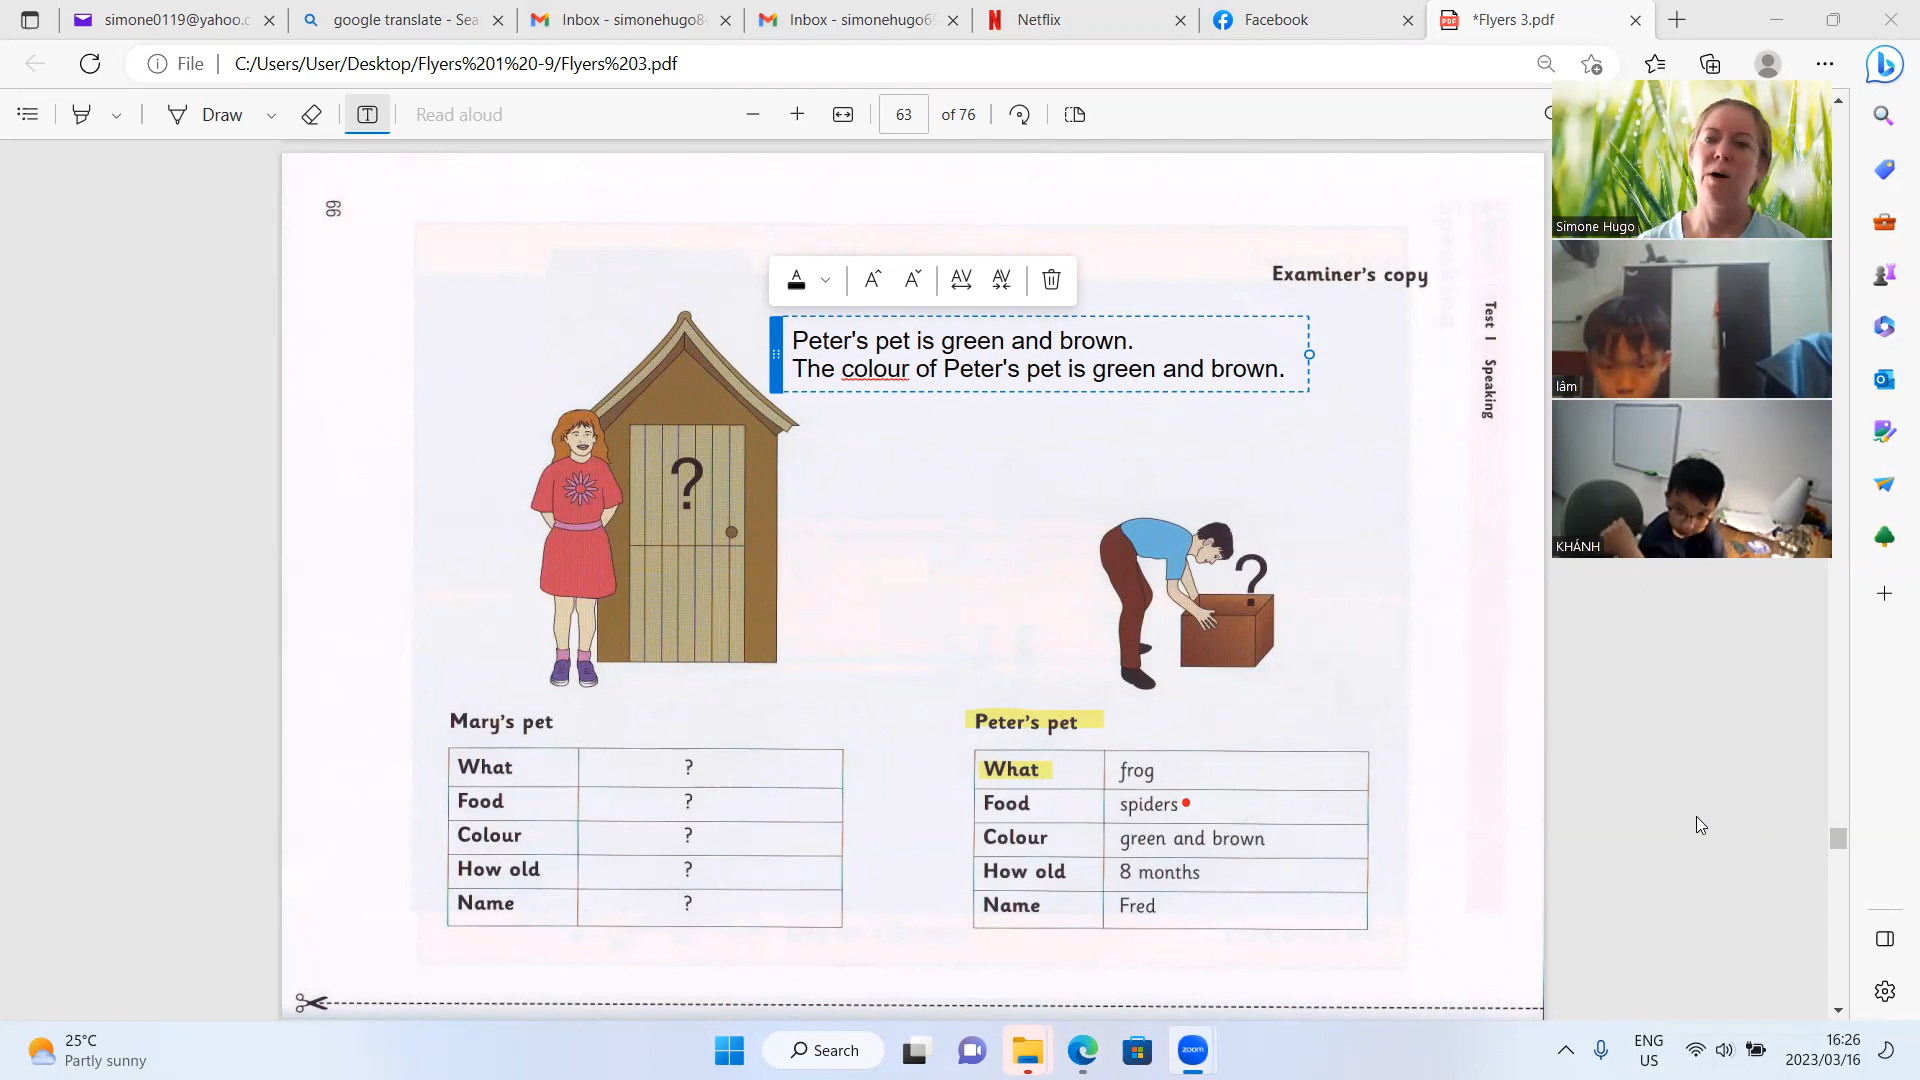 simone0119@yahoo.c
google translate - Sea
Inbox - simonehugo8
Inbox - simonehugo6
Netflix
Facebook
*Flyers 3.pdf
File
C:/Users/User/Desktop/Flyers%201%20-9/Flyers%203.pdf
Draw
Read aloud
63
of 76
66
Examiner's copy
Test 1 Speaking
Peter's pet is green and brown.
The colour of Peter's pet is green and brown.
?
?
Mary's pet
What ?
Food ?
Colour ?
How old ?
Name ?
Peter's pet
What frog
Food spiders
Colour green and brown
How old 8 months
Name Fred
Simone Hugo
lâm
KHÁNH
25°C
Partly sunny
Search
zoom
ENG
US
16:26
2023/03/16